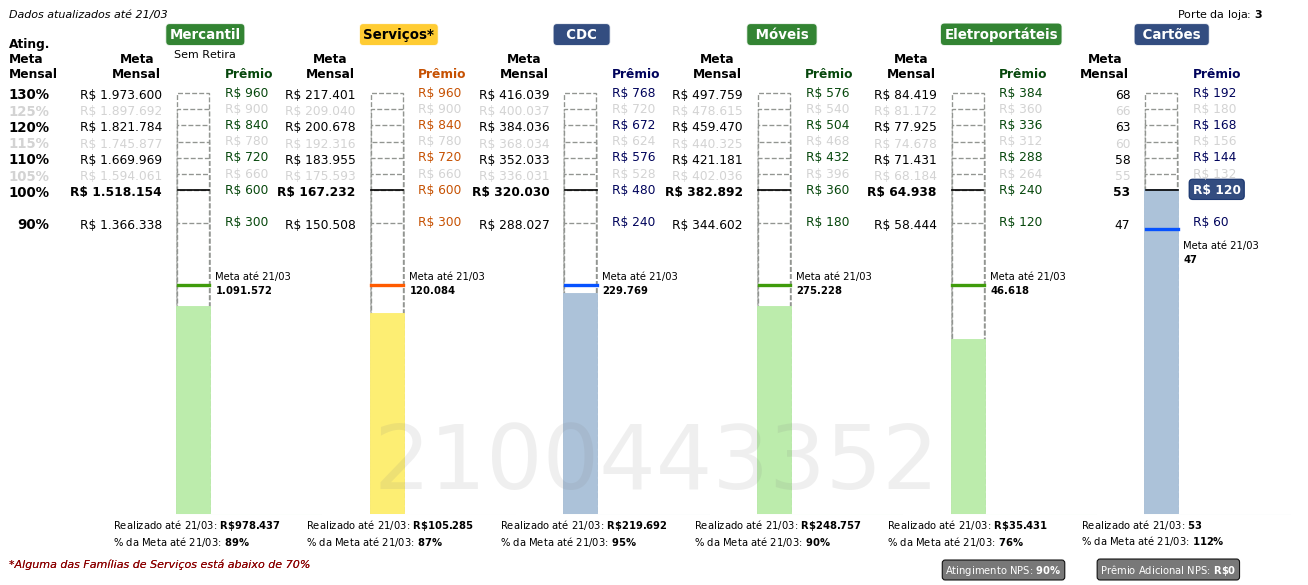 Dados atualizados até 21/03
Porte da loja: 3
Mercantil Serviços* CDC Móveis Eletroportáteis Cartões
Sem Retira
Ating. Meta Mensal
Meta Mensal Prêmio Meta Mensal Prêmio Meta Mensal Prêmio Meta Mensal Prêmio Meta Mensal Prêmio Meta Mensal Prêmio
130% R$ 1.973.600 R$ 960 R$ 217.401 R$ 960 R$ 416.039 R$ 768 R$ 497.759 R$ 576 R$ 84.419 R$ 384 68 R$ 192
125% R$ 1.897.692 R$ 900 R$ 209.040 R$ 900 R$ 400.037 R$ 720 R$ 478.615 R$ 540 R$ 81.172 R$ 360 66 R$ 180
120% R$ 1.821.784 R$ 840 R$ 200.678 R$ 840 R$ 384.036 R$ 672 R$ 459.470 R$ 504 R$ 77.925 R$ 336 63 R$ 168
115% R$ 1.745.877 R$ 780 R$ 192.316 R$ 780 R$ 368.034 R$ 624 R$ 440.325 R$ 468 R$ 74.678 R$ 312 60 R$ 156
110% R$ 1.669.969 R$ 720 R$ 183.955 R$ 720 R$ 352.033 R$ 576 R$ 421.181 R$ 432 R$ 71.431 R$ 288 58 R$ 144
105% R$ 1.594.061 R$ 660 R$ 175.593 R$ 660 R$ 336.031 R$ 528 R$ 402.036 R$ 396 R$ 68.184 R$ 264 55 R$ 132
100% R$ 1.518.154 R$ 600 R$ 167.232 R$ 600 R$ 320.030 R$ 480 R$ 382.892 R$ 360 R$ 64.938 R$ 240 53 R$ 120
90% R$ 1.366.338 R$ 300 R$ 150.508 R$ 300 R$ 288.027 R$ 240 R$ 344.602 R$ 180 R$ 58.444 R$ 120 47 R$ 60
Meta até 21/03
47
Meta até 21/03 Meta até 21/03 Meta até 21/03 Meta até 21/03 Meta até 21/03
1.091.572 120.084 229.769 275.228 46.618
2100443352
Realizado até 21/03: R$978.437 Realizado até 21/03: R$105.285 Realizado até 21/03: R$219.692 Realizado até 21/03: R$248.757 Realizado até 21/03: R$35.431 Realizado até 21/03: 53
% da Meta até 21/03: 89% % da Meta até 21/03: 87% % da Meta até 21/03: 95% % da Meta até 21/03: 90% % da Meta até 21/03: 76% % da Meta até 21/03: 112%
*Alguma das Famílias de Serviços está abaixo de 70%
Atingimento NPS: 90% Prêmio Adicional NPS: R$0